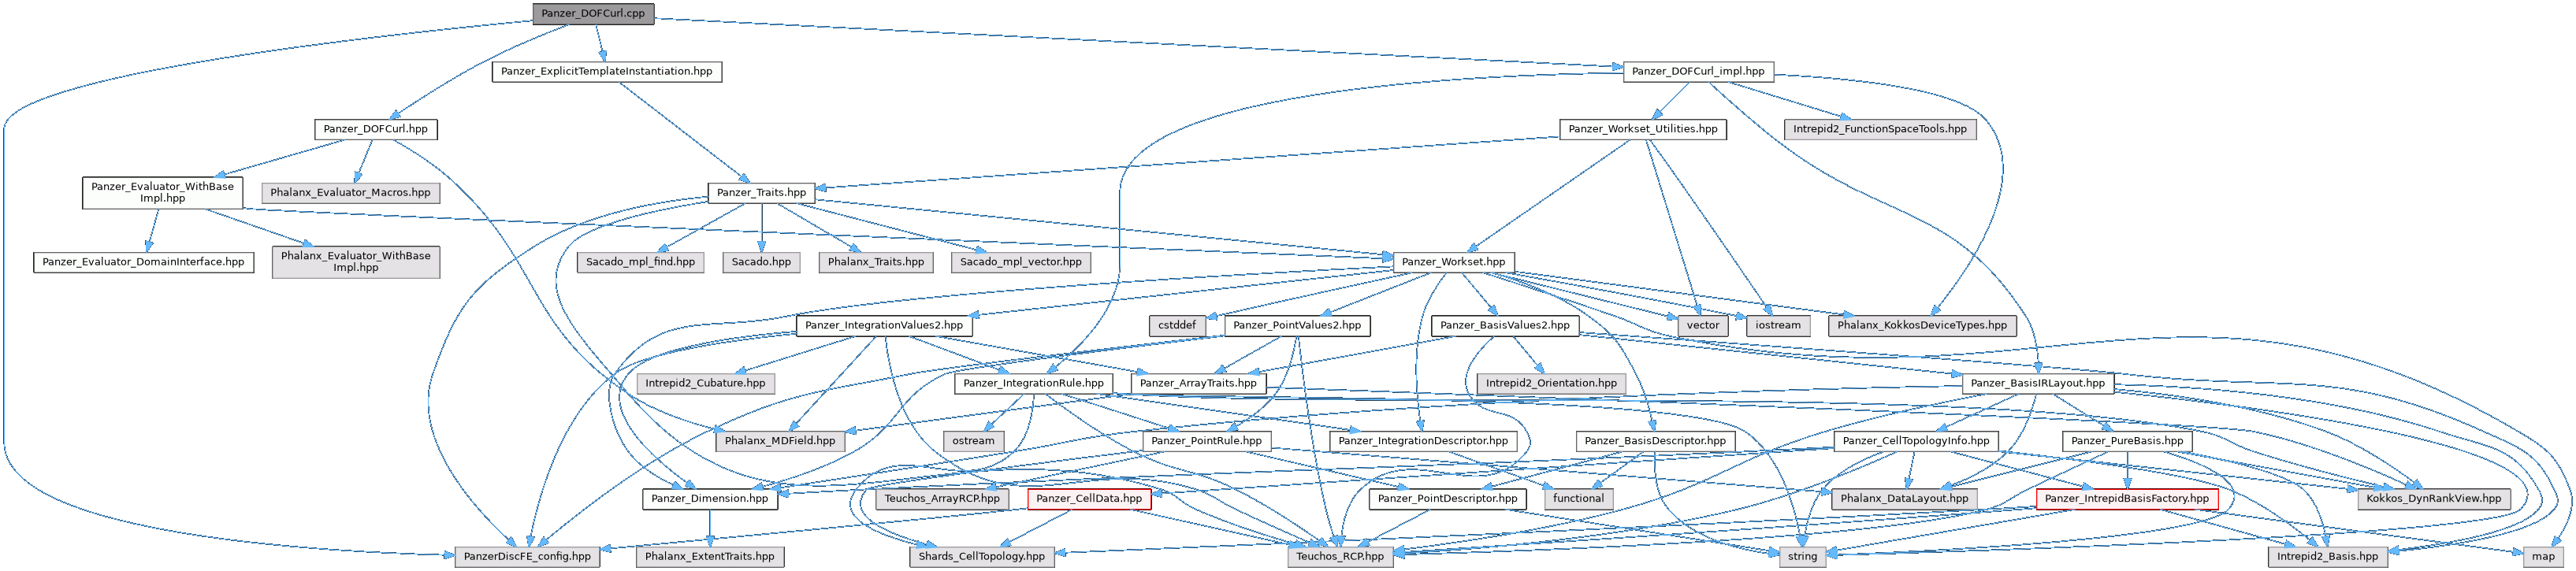 Panzer_DOFCurl.cpp
Panzer_ExplicitTemplateInstantiation.hpp
Panzer_DOFCurl_impl.hpp
Panzer_DOFCurl.hpp
Panzer_Workset_Utilities.hpp
Intrepid2_FunctionSpaceTools.hpp
Panzer_Evaluator_WithBase
Impl.hpp
Phalanx_Evaluator_Macros.hpp
Panzer_Traits.hpp
Panzer_Evaluator_DomainInterface.hpp
Phalanx_Evaluator_WithBase
Impl.hpp
Sacado_mpl_find.hpp
Sacado.hpp
Phalanx_Traits.hpp
Sacado_mpl_vector.hpp
Panzer_Workset.hpp
Panzer_IntegrationValues2.hpp
cstddef
Panzer_PointValues2.hpp
Panzer_BasisValues2.hpp
vector
iostream
Phalanx_KokkosDeviceTypes.hpp
Intrepid2_Cubature.hpp
Panzer_IntegrationRule.hpp
Panzer_ArrayTraits.hpp
Intrepid2_Orientation.hpp
Panzer_BasisIRLayout.hpp
Phalanx_MDField.hpp
ostream
Panzer_PointRule.hpp
Panzer_IntegrationDescriptor.hpp
Panzer_BasisDescriptor.hpp
Panzer_CellTopologyInfo.hpp
Panzer_PureBasis.hpp
Panzer_Dimension.hpp
Teuchos_ArrayRCP.hpp
Panzer_CellData.hpp
Panzer_PointDescriptor.hpp
functional
Phalanx_DataLayout.hpp
Panzer_IntrepidBasisFactory.hpp
Kokkos_DynRankView.hpp
PanzerDiscFE_config.hpp
Phalanx_ExtentTraits.hpp
Shards_CellTopology.hpp
Teuchos_RCP.hpp
string
Intrepid2_Basis.hpp
map